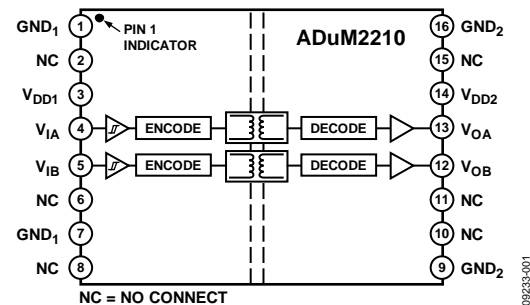 GND1 1 PIN 1 INDICATOR ADuM2210 16 GND2
NC 2 15 NC
VDD1 3 14 VDD2
VIA 4 ENCODE DECODE 13 VOA
VIB 5 ENCODE DECODE 12 VOB
NC 6 11 NC
GND1 7 10 NC
NC 8 9 GND2
NC = NO CONNECT
09233-001